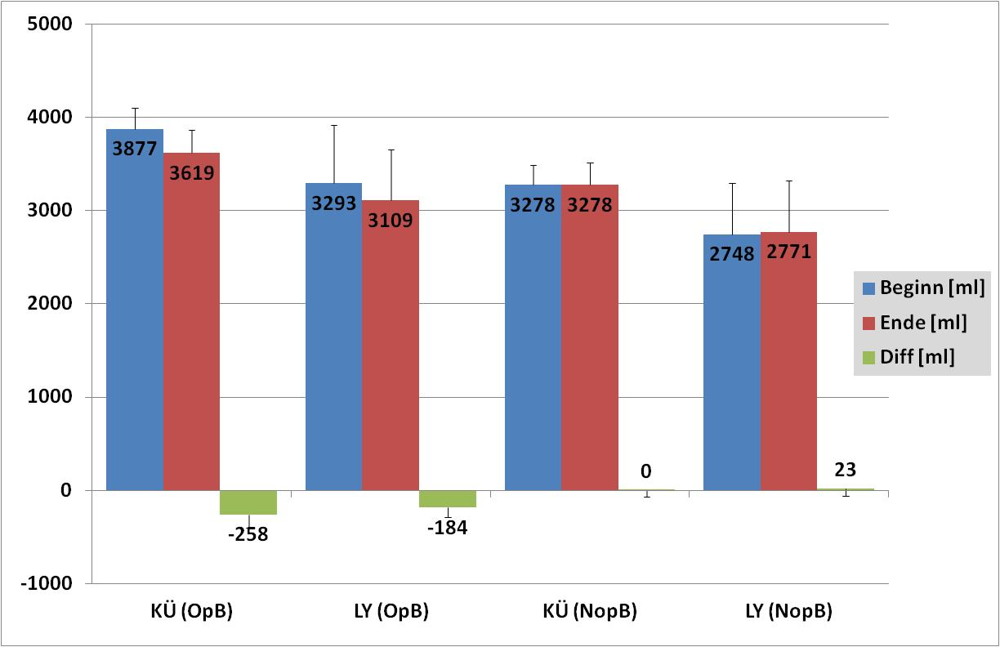 5000
4000
3000
2000
1000
0
-1000
3877
3619
-258
3293
3109
-184
3278
3278
0
2748
2771
23
KÜ (OpB)
LY (OpB)
KÜ (NopB)
LY (NopB)
Beginn [ml]
Ende [ml]
Diff [ml]